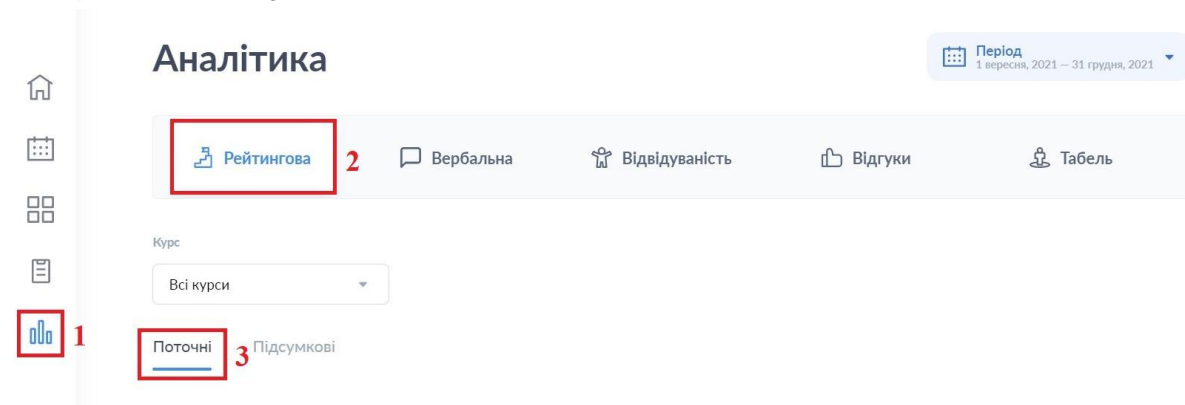 Аналітика
Період
1 вересня, 2021 — 31 грудня, 2021
Рейтингова
2
Вербальна
Відвідуваність
Відгуки
Табель
Курс
Всі курси
1
Поточні
3
Підсумкові